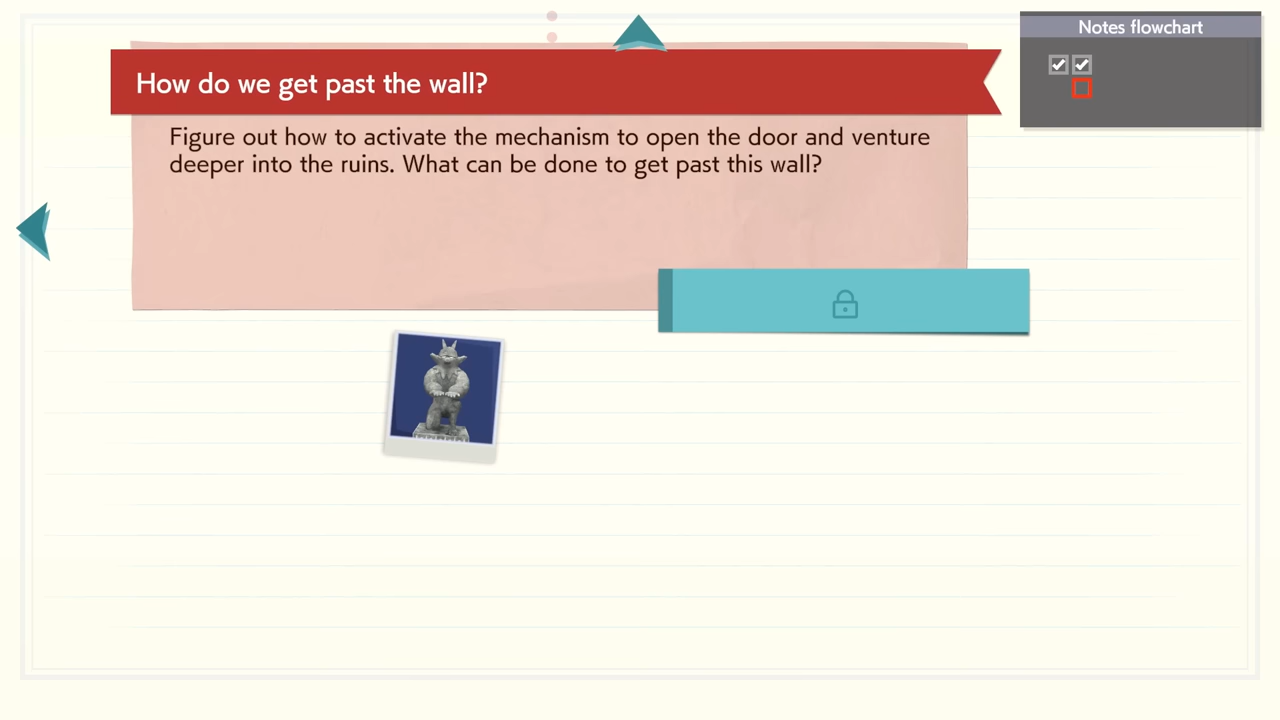 Notes flowchart
How do we get past the wall?
Figure out how to activate the mechanism to open the door and venture
deeper into the ruins. What can be done to get past this wall?